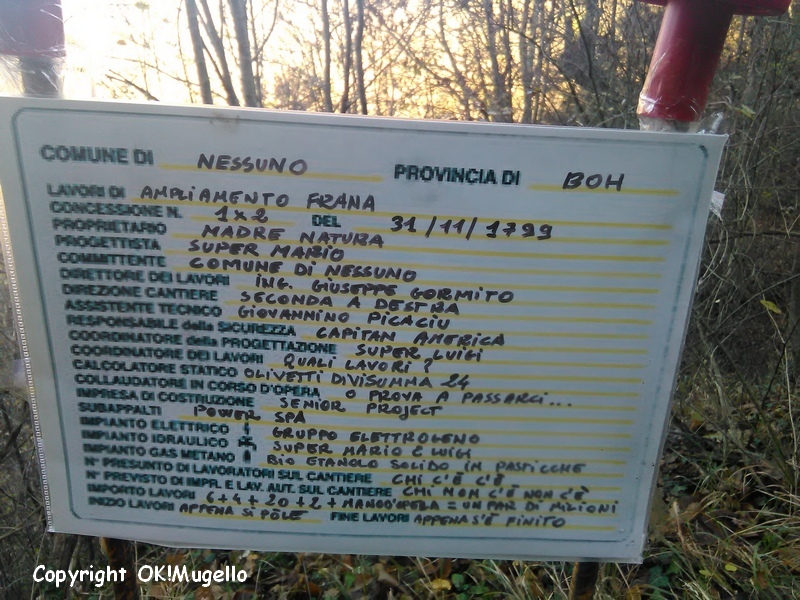 COMUNE DI NESSUNO PROVINCIA DI BOH
LAVORI DI AMPLIAMENTO FRANA
CONCESSIONE N. 1x2 DEL 31/11/1799
PROPRIETARIO MADRE NATURA
PROGETTISTA SUPER MARIO
COMMITTENTE COMUNE DI NESSUNO
DIRETTORE DEI LAVORI ING. GIUSEPPE GORMITO
DIREZIONE CANTIERE SECONDA A DESTRA
ASSISTENTE TECNICO GIOVANNINO PICACIU
RESPONSABILE della SICUREZZA CAPITAN AMERICA
COORDINATORE della PROGETTAZIONE SUPER LUIGI
COORDINATORE DEI LAVORI QUALI LAVORI?
CALCOLATORE STATICO OLIVETTI DIVISUMMA 24
COLLAUDATORE IN CORSO D'OPERA O PROVA A PASSARCI...
IMPRESA DI COSTRUZIONE SENIOR PROJECT
SUBAPPALTI POWER SPA
IMPIANTO ELETTRICO GRUPPO ELETTROGENO
IMPIANTO IDRAULICO SUPER MARIO E LUIGI
IMPIANTO GAS METANO BIO ETANOLO SOLIDO IN PASTICCHE
N° PRESUNTO DI LAVORATORI SUL CANTIERE CHI C'È C'È
N° PREVISTO DI IMPR. E LAV. AUT. SUL CANTIERE CHI NON C'È NON C'È
IMPORTO LAVORI 6+4+20+2+MANOD'OPERA = UN PAR DI MILIONI
INIZIO LAVORI APPENA SI PÒLE FINE LAVORI APPENA S'È FINITO
Copyright OK!Mugello